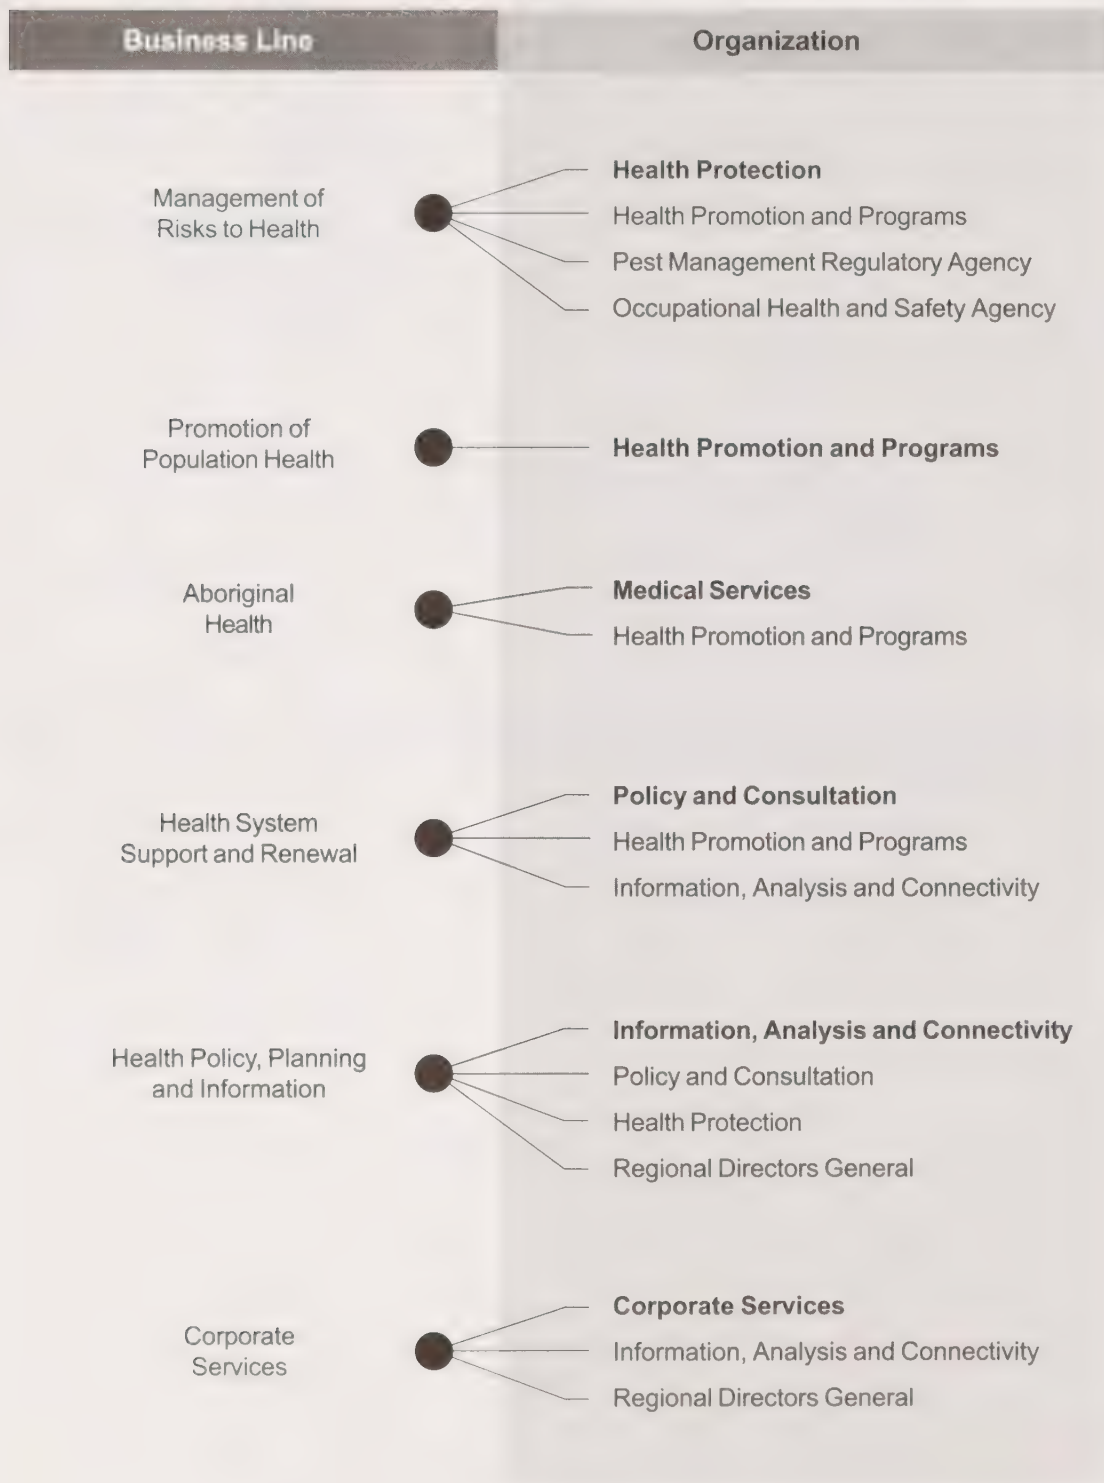 Business Line
Organization
Management of
Risks to Health
Health Protection
Health Promotion and Programs
Pest Management Regulatory Agency
Occupational Health and Safety Agency
Promotion of
Population Health
Health Promotion and Programs
Aboriginal
Health
Medical Services
Health Promotion and Programs
Health System
Support and Renewal
Policy and Consultation
Health Promotion and Programs
Information, Analysis and Connectivity
Health Policy, Planning
and Information
Information, Analysis and Connectivity
Policy and Consultation
Health Protection
Regional Directors General
Corporate
Services
Corporate Services
Information, Analysis and Connectivity
Regional Directors General